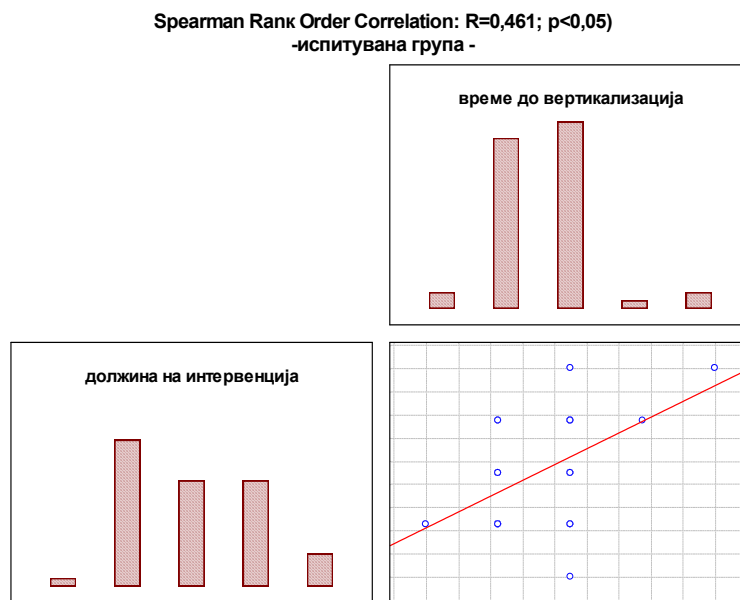 Spearman Rank Order Correlation: R=0,461; p<0,05)
-испитувана група -
време до вертикализација
должина на интервенција